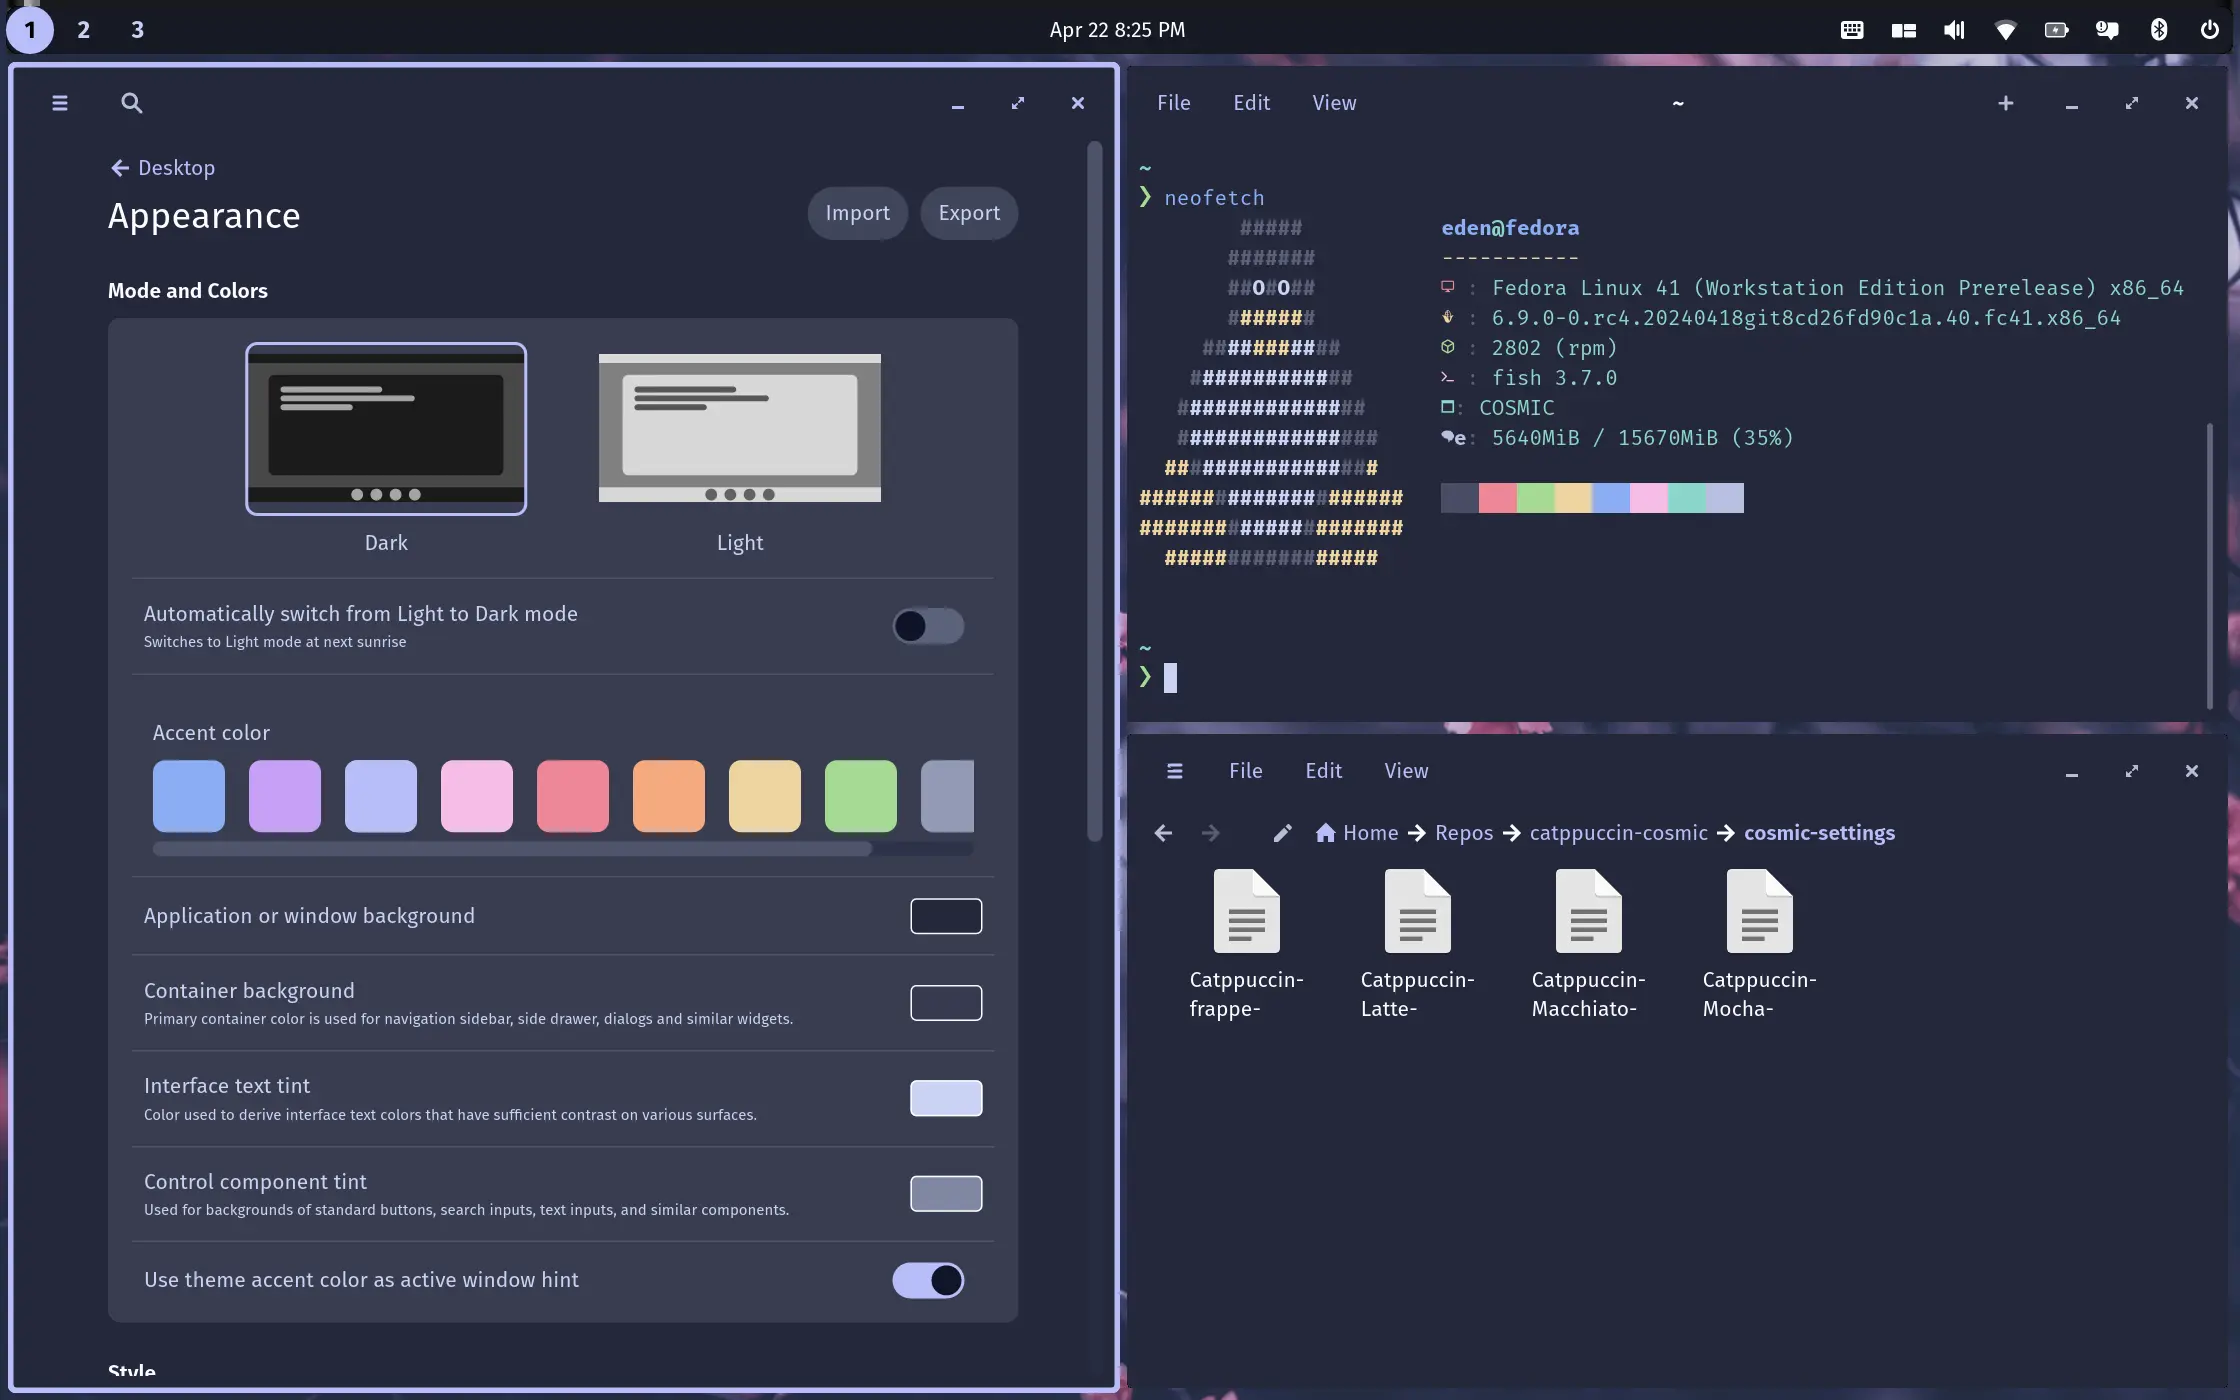 1 2 3
Apr 22 8:25 PM
Desktop
Appearance
Import
Export
Mode and Colors
Dark
Light
Automatically switch from Light to Dark mode
Switches to Light mode at next sunrise
Accent color
Application or window background
Container background
Primary container color is used for navigation sidebar, side drawer, dialogs and similar widgets.
Interface text tint
Color used to derive interface text colors that have sufficient contrast on various surfaces.
Control component tint
Used for backgrounds of standard buttons, search inputs, text inputs, and similar components.
Use theme accent color as active window hint
Style
File Edit View
~
~
❯ neofetch
#####
#######
##O#O##
#######
###########
#############
###############
################
#################
#####################
#####################
#################
eden@fedora
-----------
: Fedora Linux 41 (Workstation Edition Prerelease) x86_64
: 6.9.0-0.rc4.20240418git8cd26fd90c1a.40.fc41.x86_64
: 2802 (rpm)
: fish 3.7.0
: COSMIC
e: 5640MiB / 15670MiB (35%)
~
❯
File Edit View
Home → Repos → catppuccin-cosmic → cosmic-settings
Catppuccin-
frappe-
Catppuccin-
Latte-
Catppuccin-
Macchiato-
Catppuccin-
Mocha-